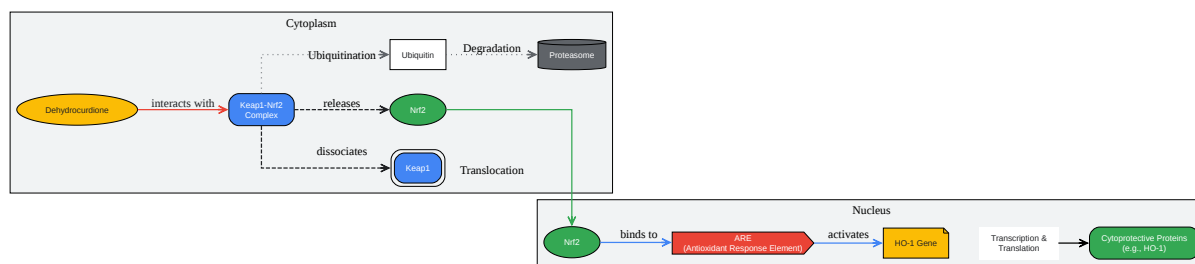 Cytoplasm
Ubiquitination
Ubiquitin
Degradation
Proteasome
Dehydrocurdione
interacts with
Keap1-Nrf2
Complex
releases
Nrf2
dissociates
Keap1
Translocation
Nucleus
Nrf2
binds to
ARE
(Antioxidant Response Element)
activates
HO-1 Gene
Transcription &
Translation
Cytoprotective Proteins
(e.g., HO-1)